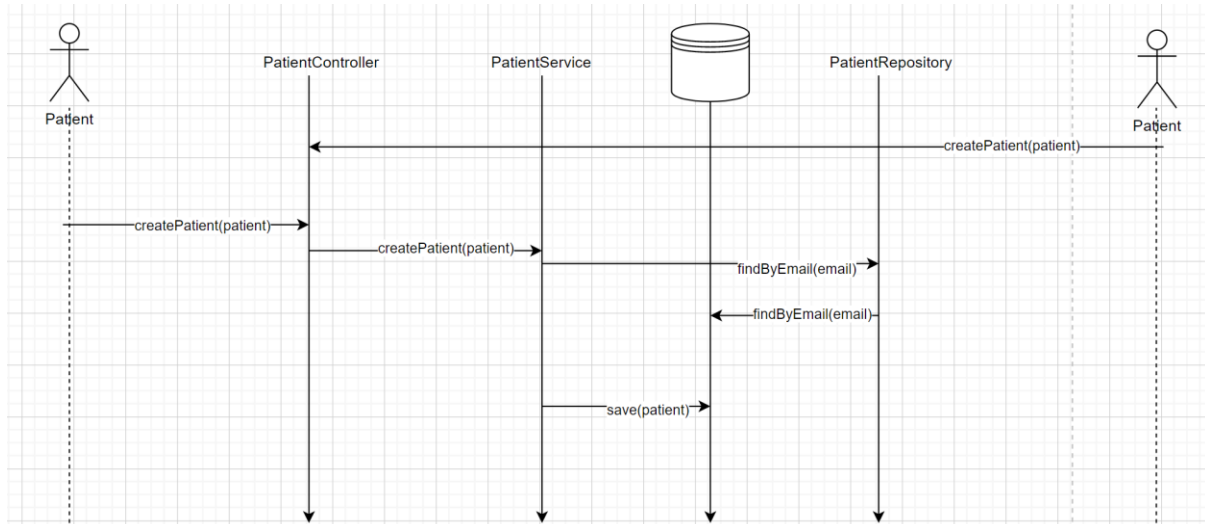 PatientController
PatientService
PatientRepository
Patient
Patient
createPatient(patient)
createPatient(patient)
createPatient(patient)
findByEmail(email)
findByEmail(email)
save(patient)